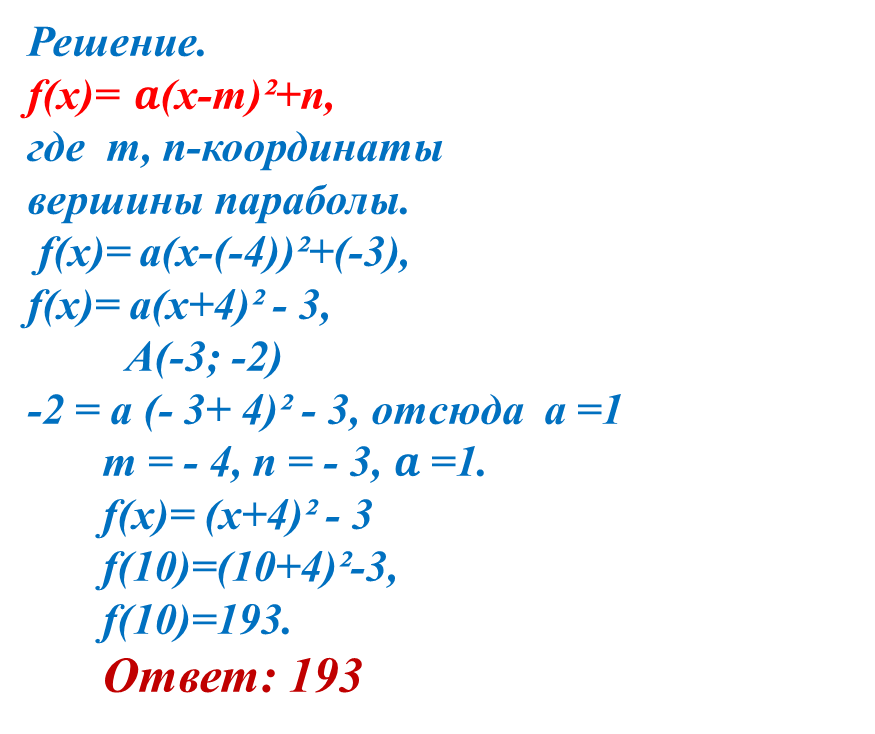 Решение.
f(x)= a(x-m)²+n,
где m, n-координаты
вершины параболы.
f(x)= a(x-(-4))²+(-3),
f(x)= a(x+4)² - 3,
A(-3; -2)
-2 = a (- 3+ 4)² - 3, отсюда a =1
m = - 4, n = - 3, a =1.
f(x)= (x+4)² - 3
f(10)=(10+4)²-3,
f(10)=193.
Ответ: 193